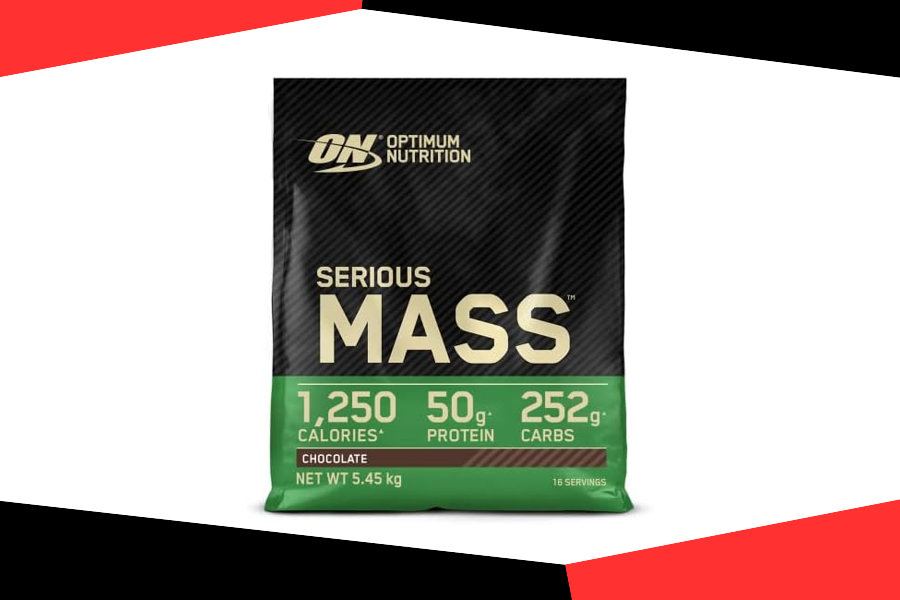 ON® OPTIMUM
NUTRITION
SERIOUS
MASS™
1,250 50g* 252g*
CALORIES▲ PROTEIN CARBS
CHOCOLATE
NET WT 5.45 kg
16 SERVINGS